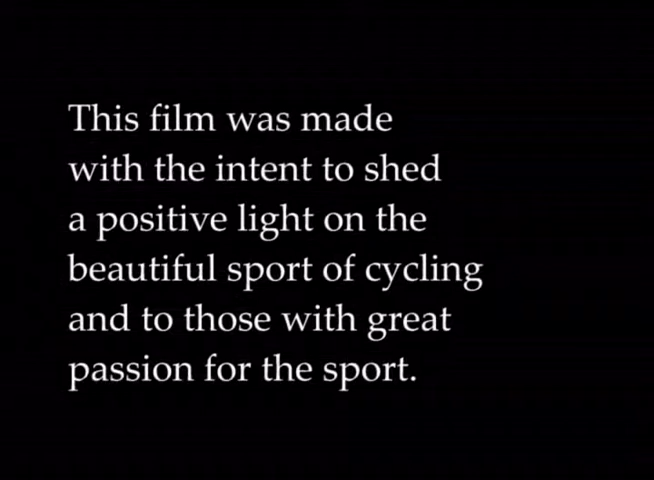 This film was made
with the intent to shed
a positive light on the
beautiful sport of cycling
and to those with great
passion for the sport.